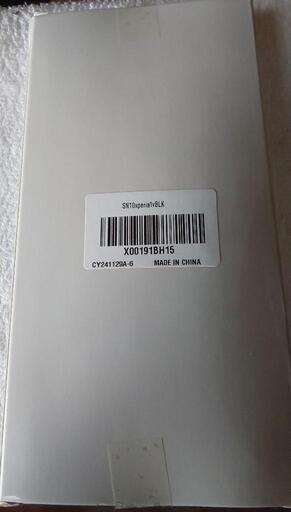 SN10xperia1vBLK
X00191BH15
CY241129A-6 MADE IN CHINA